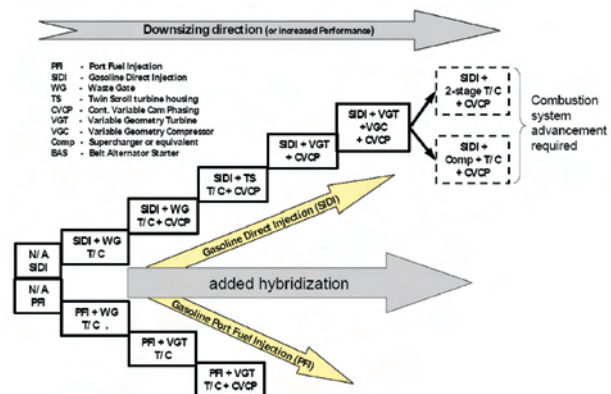 Downsizing direction (or Increased Performance)
PFI - Port Fuel Injection
SIDI - Gasoline Direct Injection
WG - Waste Gate
TS - Twin Scroll turbine housing
CVCP - Cont. Variable Cam Phasing
VGT - Variable Geometry Turbine
VGC - Variable Geometry Compressor
Comp - Supercharger or equivalent
BAS - Belt Alternator Starter
SIDI +
2-stage T/C
+ CVCP
SIDI +
Comp + T/C
+ CVCP
Combustion
system
advancement
required
SIDI + VGT
+VGC
+ CVCP
SIDI + VGT
+ CVCP
SIDI + TS
T/C + CVCP
SIDI + WG
T/C + CVCP
SIDI + WG
T/C
N/A
SIDI
N/A
PFI
PFI + WG
T/C .
PFI + VGT
T/C
PFI + VGT
T/C + CVCP
Gasoline Direct Injection (SIDI)
added hybridization
Gasoline Port Fuel Injection (PFI)